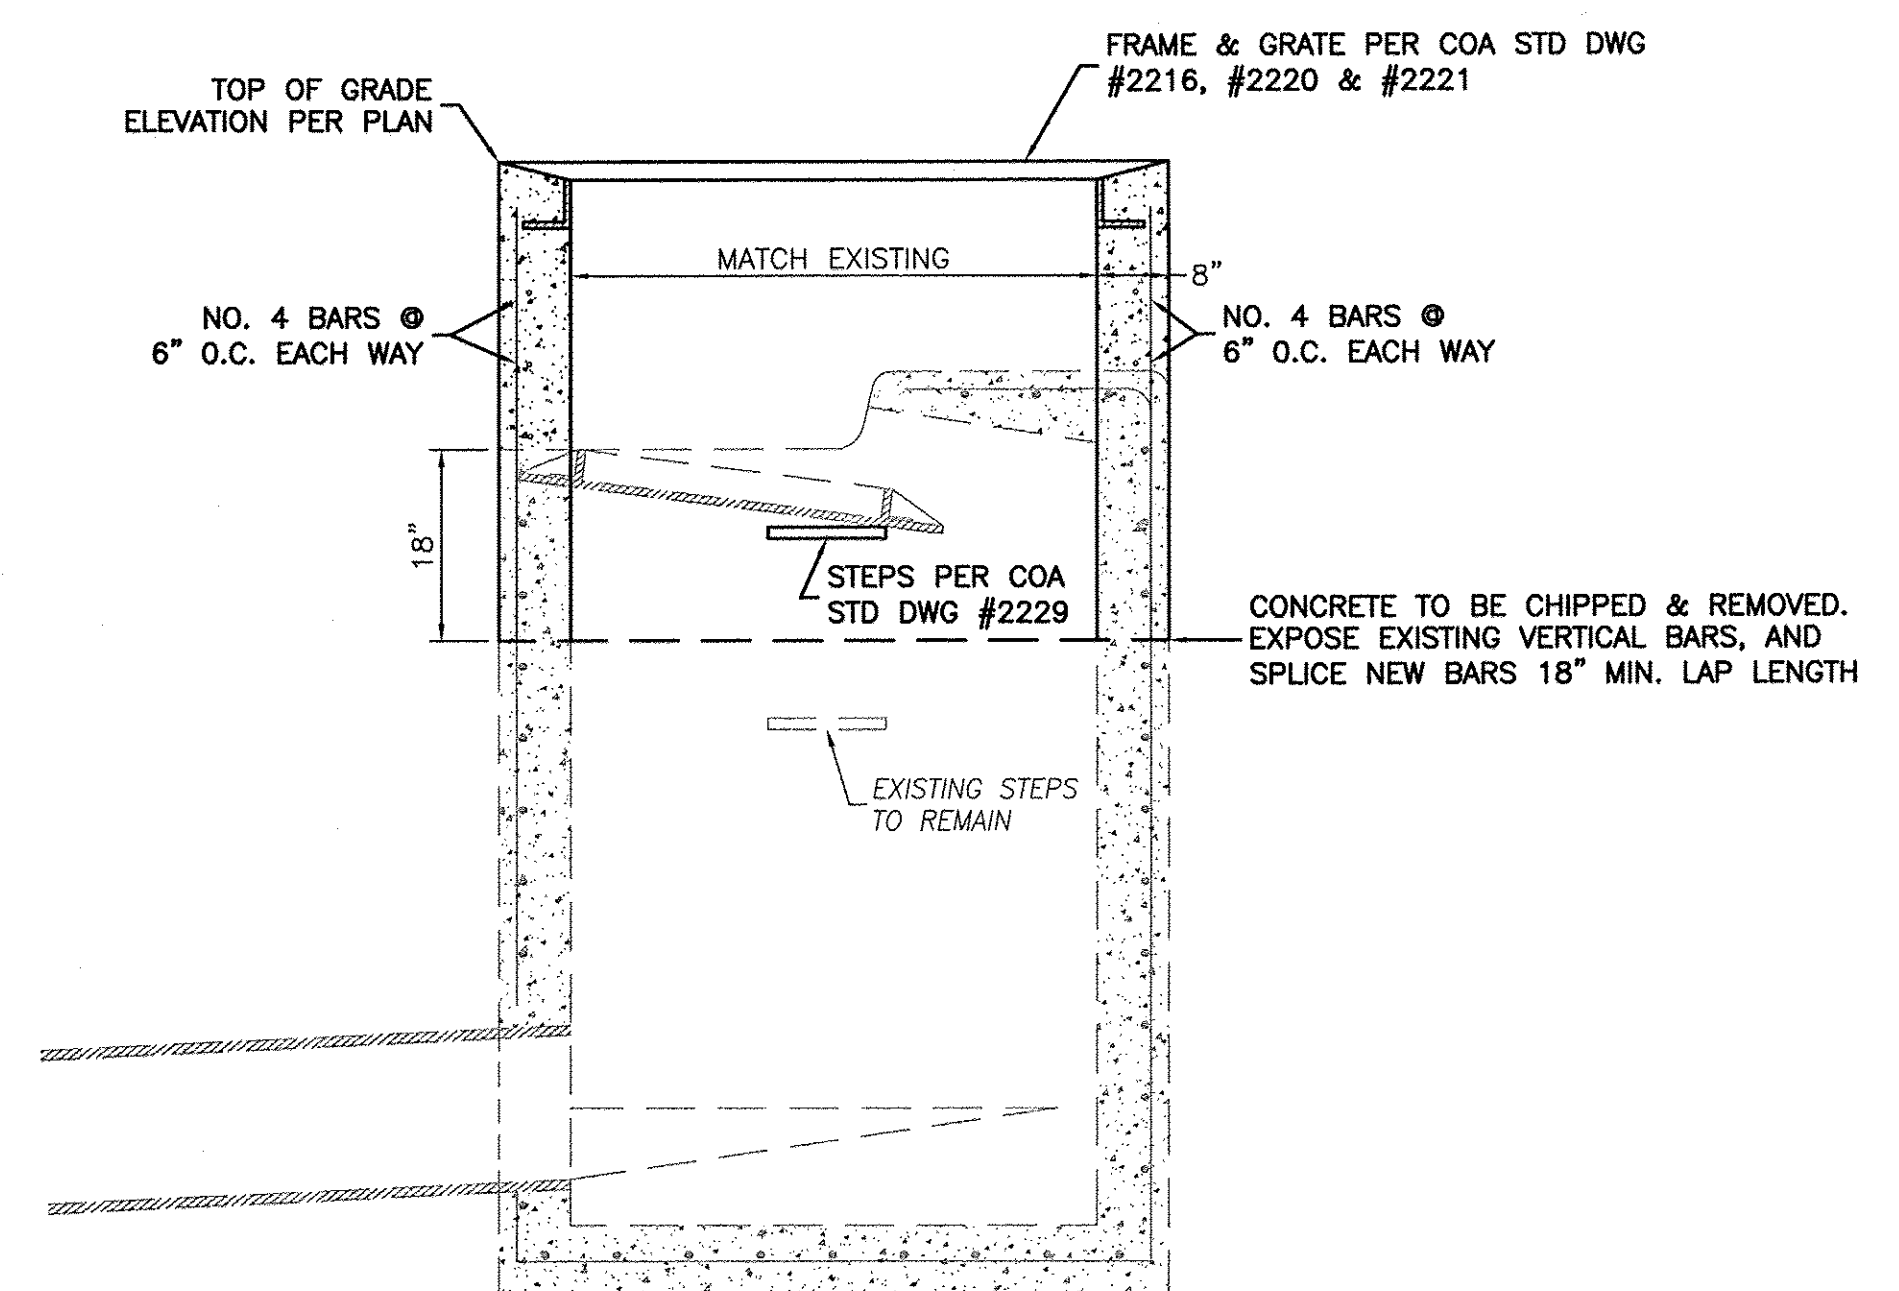 FRAME & GRATE PER COA STD DWG
#2216, #2220 & #2221
TOP OF GRADE
ELEVATION PER PLAN
MATCH EXISTING
8"
NO. 4 BARS @
6" O.C. EACH WAY
NO. 4 BARS @
6" O.C. EACH WAY
18"
STEPS PER COA
STD DWG #2229
CONCRETE TO BE CHIPPED & REMOVED.
EXPOSE EXISTING VERTICAL BARS, AND
SPLICE NEW BARS 18" MIN. LAP LENGTH
EXISTING STEPS
TO REMAIN